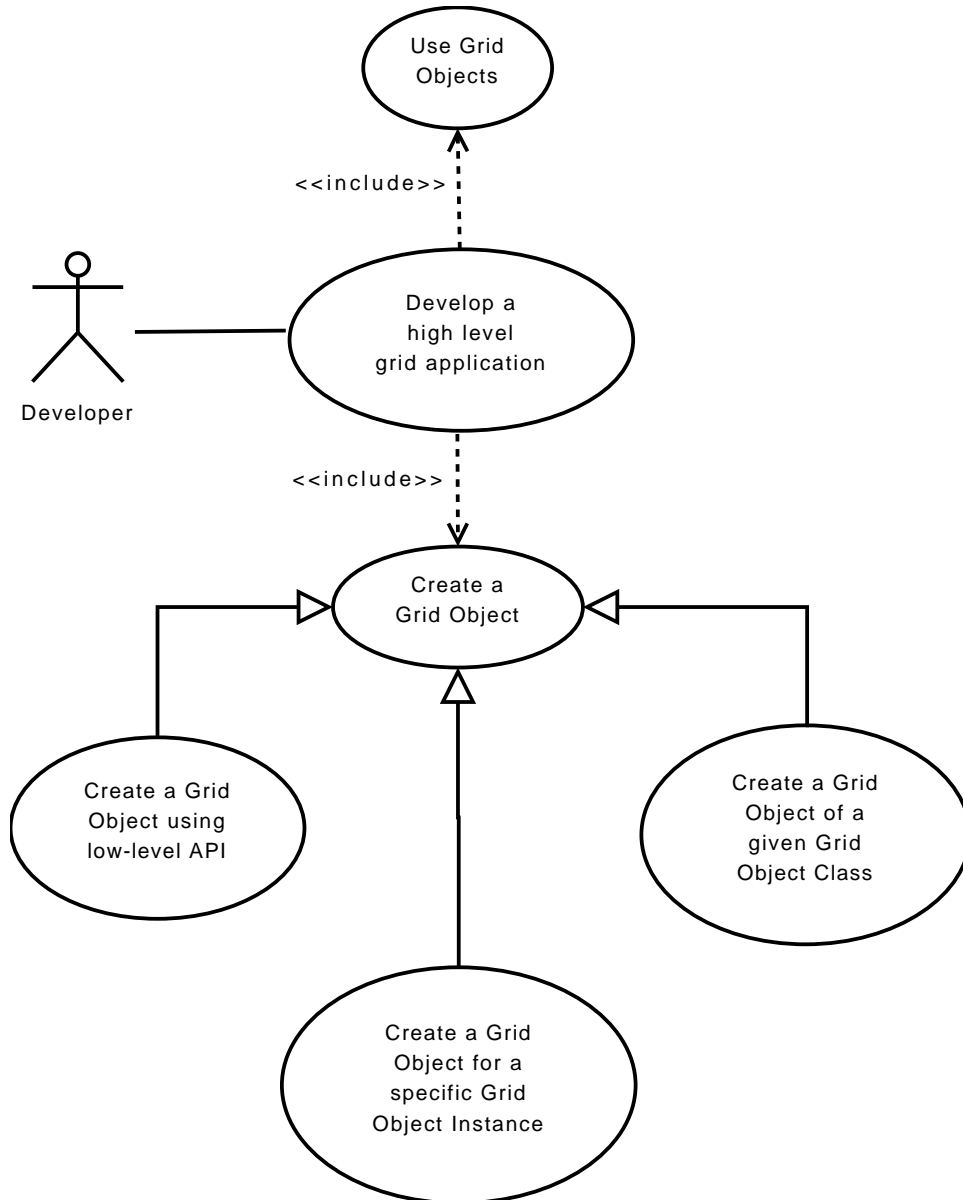 Use Grid
Objects
<<include>>
Develop a
high level
grid application
Developer
<<include>>
Create a
Grid Object
Create a Grid
Object using
low-level API
Create a Grid
Object of a
given Grid
Object Class
Create a Grid
Object for a
specific Grid
Object Instance